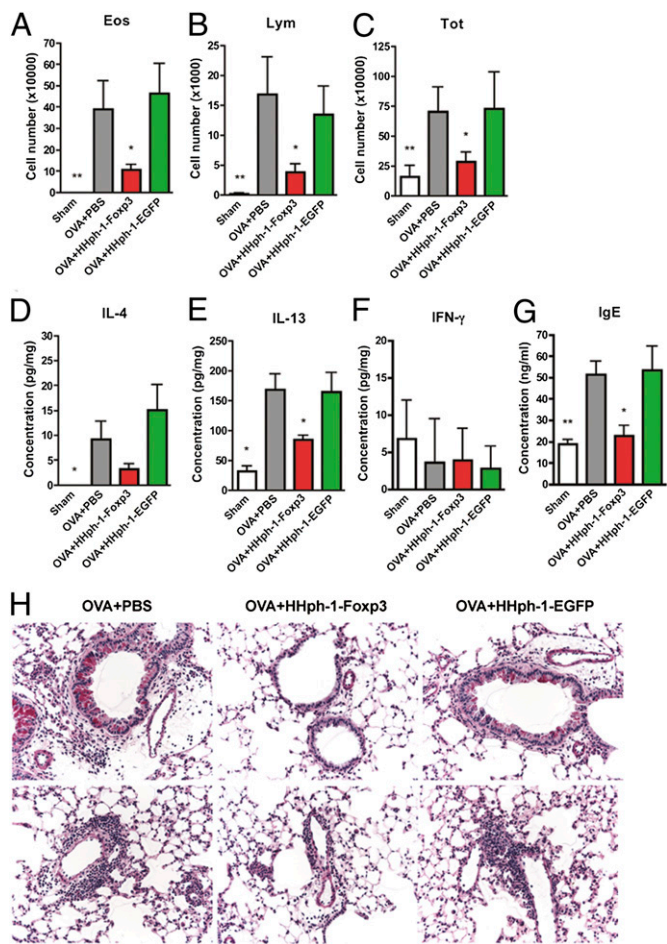 A
Eos
Cell number (x10000)
70
60
50
40
30
20
10
0
**
*
Sham
OVA+PBS
OVA+HHph-1-Foxp3
OVA+HHph-1-EGFP
B
Lym
Cell number (x10000)
25
20
15
10
5
0
**
*
Sham
OVA+PBS
OVA+HHph-1-Foxp3
OVA+HHph-1-EGFP
C
Tot
Cell number (x10000)
125
100
75
50
25
0
**
*
Sham
OVA+PBS
OVA+HHph-1-Foxp3
OVA+HHph-1-EGFP
D
IL-4
Concentration (pg/mg)
30
25
20
15
10
5
0
*
Sham
OVA+PBS
OVA+HHph-1-Foxp3
OVA+HHph-1-EGFP
E
IL-13
Concentration (pg/mg)
250
200
150
100
50
0
*
*
Sham
OVA+PBS
OVA+HHph-1-Foxp3
OVA+HHph-1-EGFP
F
IFN-γ
Concentration (pg/mg)
20
15
10
5
0
Sham
OVA+PBS
OVA+HHph-1-Foxp3
OVA+HHph-1-EGFP
G
IgE
Concentration (ng/ml)
70
60
50
40
30
20
10
0
**
*
Sham
OVA+PBS
OVA+HHph-1-Foxp3
OVA+HHph-1-EGFP
H
OVA+PBS
OVA+HHph-1-Foxp3
OVA+HHph-1-EGFP